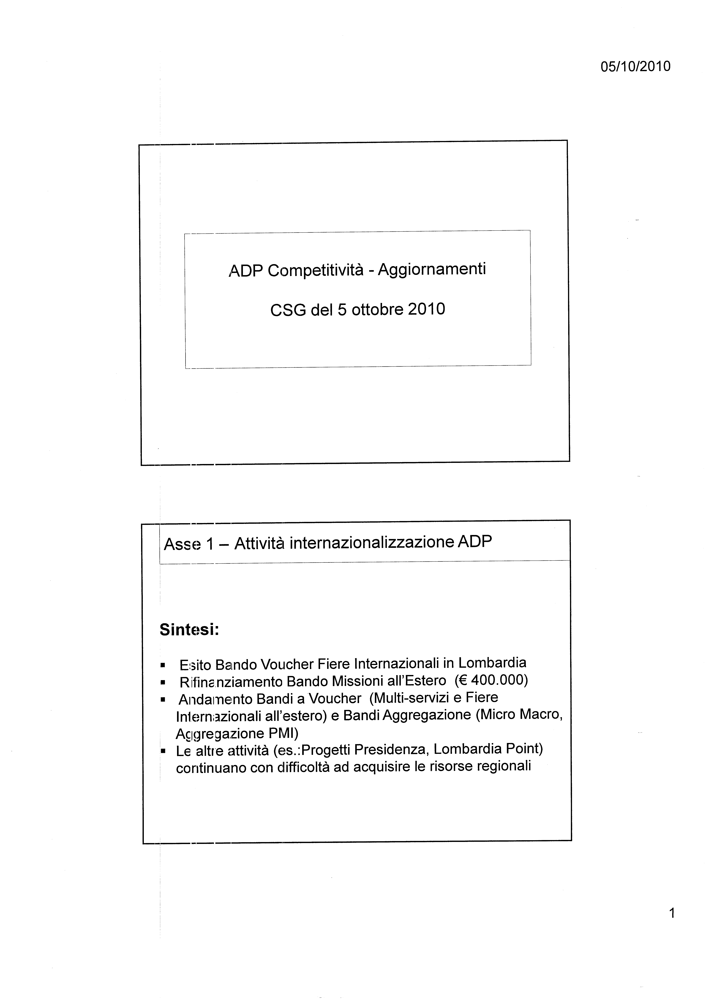 05/10/2010
ADP Competitività - Aggiornamenti
CSG del 5 ottobre 2010
Asse 1 – Attività internazionalizzazione ADP
Sintesi:
▪ Esito Bando Voucher Fiere Internazionali in Lombardia
▪ Rifinanziamento Bando Missioni all'Estero (€ 400.000)
▪ Andamento Bandi a Voucher (Multi-servizi e Fiere
Internazionali all'estero) e Bandi Aggregazione (Micro Macro,
Aggregazione PMI)
▪ Le altre attività (es.:Progetti Presidenza, Lombardia Point)
continuano con difficoltà ad acquisire le risorse regionali
1